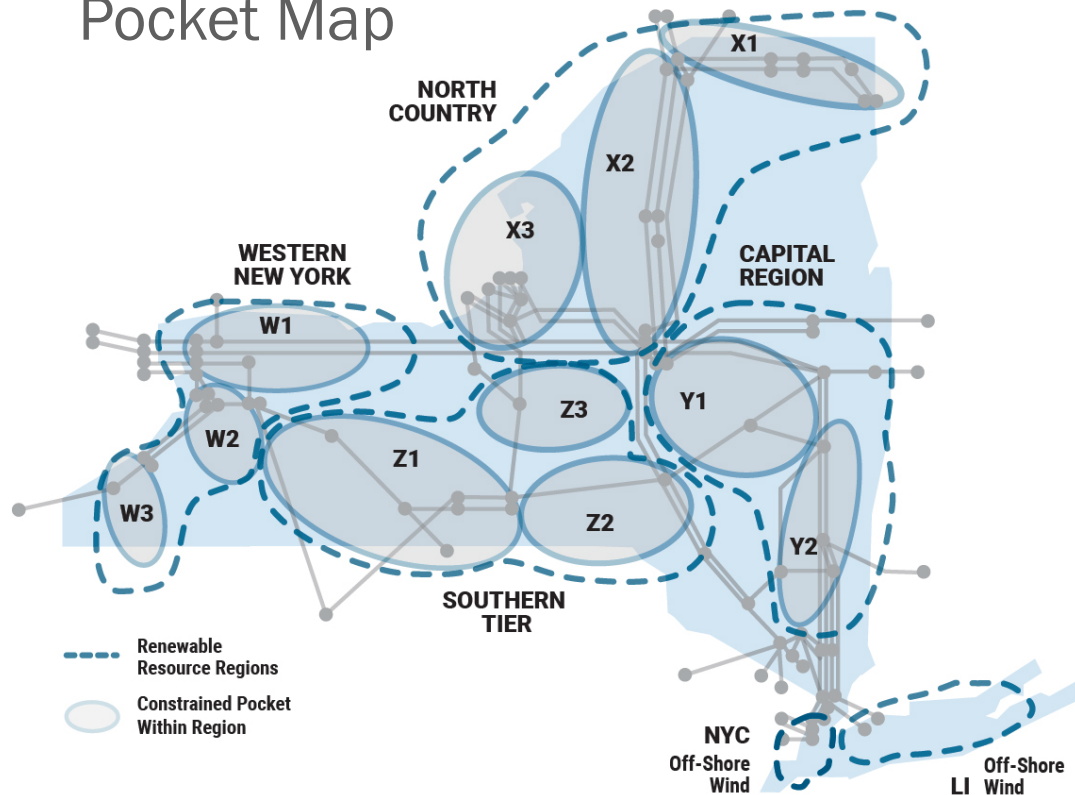 Pocket Map
X1
NORTH
COUNTRY
X2
X3
WESTERN
NEW YORK
CAPITAL
REGION
W1
Y1
Z3
W2
Z1
W3
Z2
Y2
SOUTHERN
TIER
Renewable
Resource Regions
Constrained Pocket
Within Region
NYC
Off-Shore
Wind
LI
Off-Shore
Wind